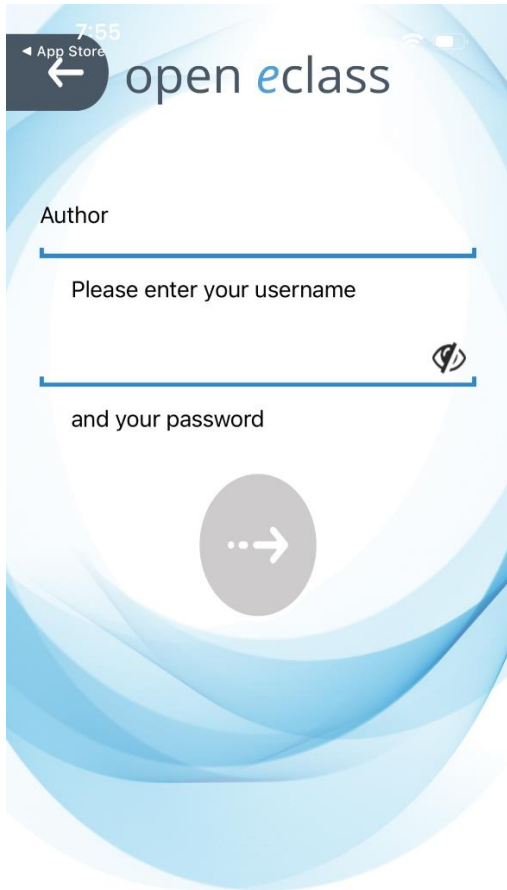 7:55
◄ App Store
open eclass
Author
Please enter your username
and your password